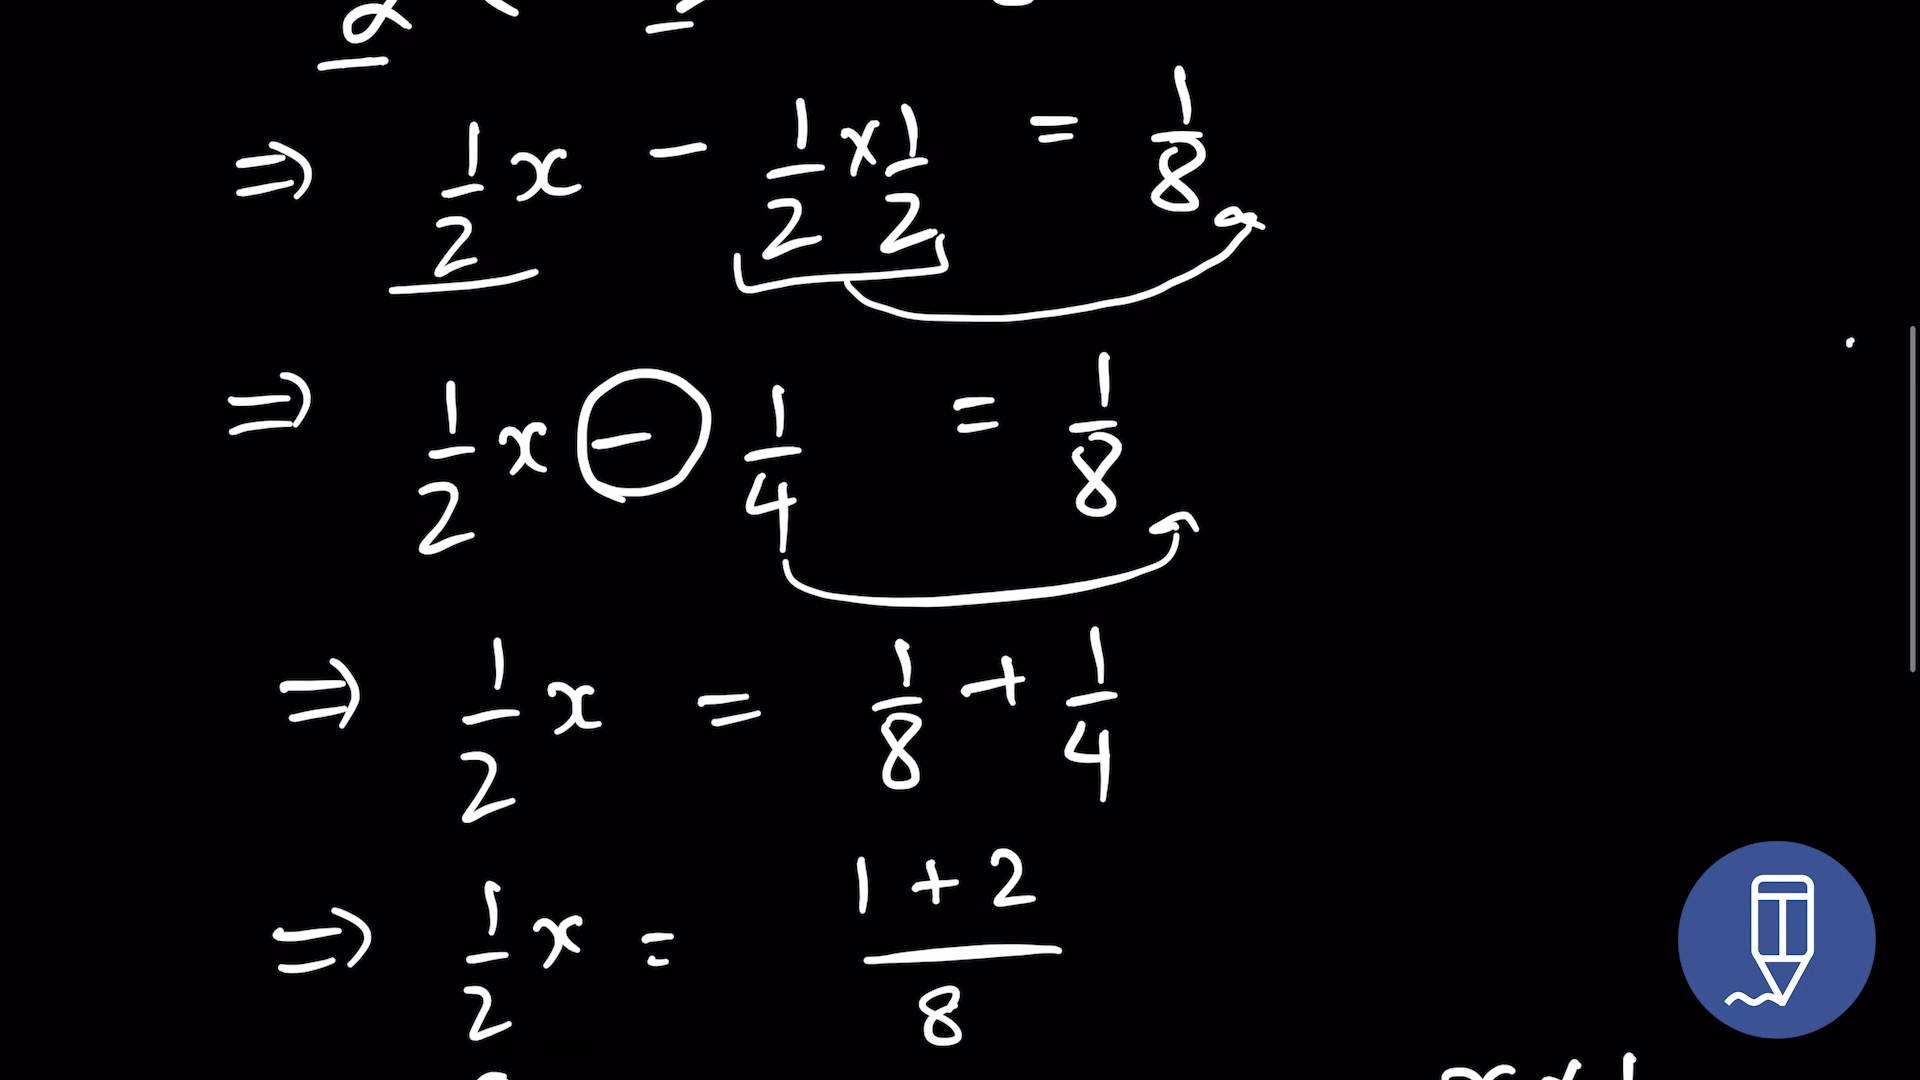 ⇒ 1/2 x - 1/2 × 1/2 = 1/8
⇒ 1/2 x - 1/4 = 1/8
⇒ 1/2 x = 1/8 + 1/4
⇒ 1/2 x = (1 + 2)/8